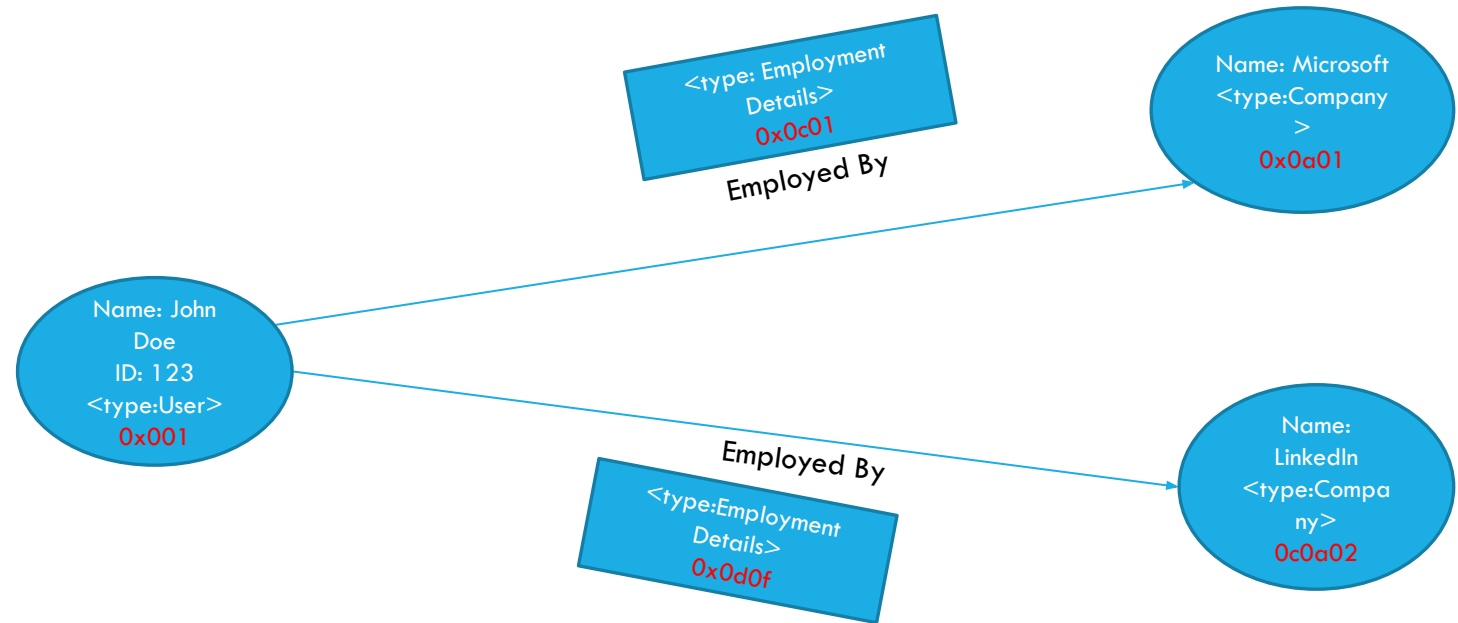 <type: Employment
Details>
0x0c01
Employed By
Name: Microsoft
<type:Company
>
0x0a01
Name: John
Doe
ID: 123
<type:User>
0x001
Employed By
<type:Employment
Details>
0x0d0f
Name:
LinkedIn
<type:Compa
ny>
0c0a02